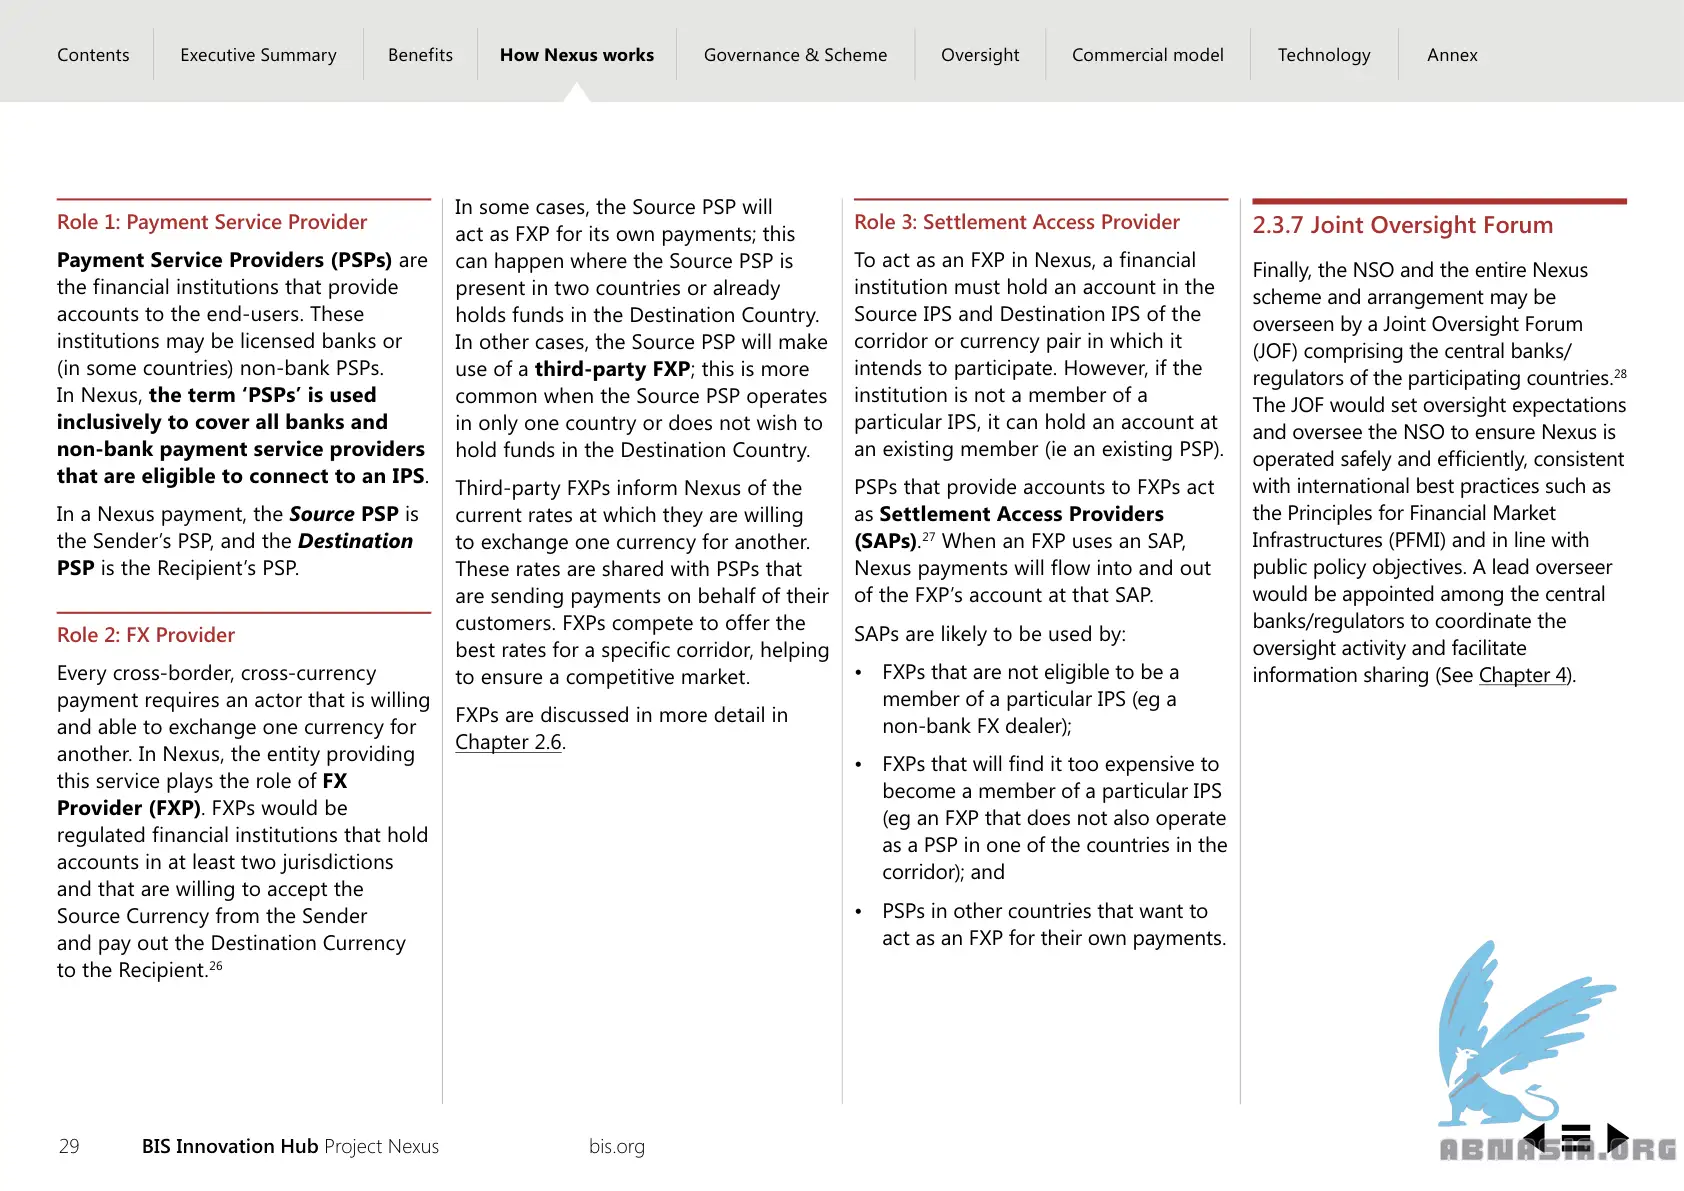 Contents
Executive Summary
Benefits
How Nexus works
Governance & Scheme
Oversight
Commercial model
Technology
Annex
Role 1: Payment Service Provider
Payment Service Providers (PSPs) are
the financial institutions that provide
accounts to the end-users. These
institutions may be licensed banks or
(in some countries) non-bank PSPs.
In Nexus, the term ‘PSPs’ is used
inclusively to cover all banks and
non-bank payment service providers
that are eligible to connect to an IPS.
In a Nexus payment, the Source PSP is
the Sender’s PSP, and the Destination
PSP is the Recipient’s PSP.
Role 2: FX Provider
Every cross-border, cross-currency
payment requires an actor that is willing
and able to exchange one currency for
another. In Nexus, the entity providing
this service plays the role of FX
Provider (FXP). FXPs would be
regulated financial institutions that hold
accounts in at least two jurisdictions
and that are willing to accept the
Source Currency from the Sender
and pay out the Destination Currency
to the Recipient.26
In some cases, the Source PSP will
act as FXP for its own payments; this
can happen where the Source PSP is
present in two countries or already
holds funds in the Destination Country.
In other cases, the Source PSP will make
use of a third-party FXP; this is more
common when the Source PSP operates
in only one country or does not wish to
hold funds in the Destination Country.
Third-party FXPs inform Nexus of the
current rates at which they are willing
to exchange one currency for another.
These rates are shared with PSPs that
are sending payments on behalf of their
customers. FXPs compete to offer the
best rates for a specific corridor, helping
to ensure a competitive market.
FXPs are discussed in more detail in
Chapter 2.6.
Role 3: Settlement Access Provider
To act as an FXP in Nexus, a financial
institution must hold an account in the
Source IPS and Destination IPS of the
corridor or currency pair in which it
intends to participate. However, if the
institution is not a member of a
particular IPS, it can hold an account at
an existing member (ie an existing PSP).
PSPs that provide accounts to FXPs act
as Settlement Access Providers
(SAPs).27 When an FXP uses an SAP,
Nexus payments will flow into and out
of the FXP’s account at that SAP.
SAPs are likely to be used by:
• FXPs that are not eligible to be a
member of a particular IPS (eg a
non-bank FX dealer);
• FXPs that will find it too expensive to
become a member of a particular IPS
(eg an FXP that does not also operate
as a PSP in one of the countries in the
corridor); and
• PSPs in other countries that want to
act as an FXP for their own payments.
2.3.7 Joint Oversight Forum
Finally, the NSO and the entire Nexus
scheme and arrangement may be
overseen by a Joint Oversight Forum
(JOF) comprising the central banks/
regulators of the participating countries.28
The JOF would set oversight expectations
and oversee the NSO to ensure Nexus is
operated safely and efficiently, consistent
with international best practices such as
the Principles for Financial Market
Infrastructures (PFMI) and in line with
public policy objectives. A lead overseer
would be appointed among the central
banks/regulators to coordinate the
oversight activity and facilitate
information sharing (See Chapter 4).
29
BIS Innovation Hub Project Nexus
bis.org
ABNASIA.ORG